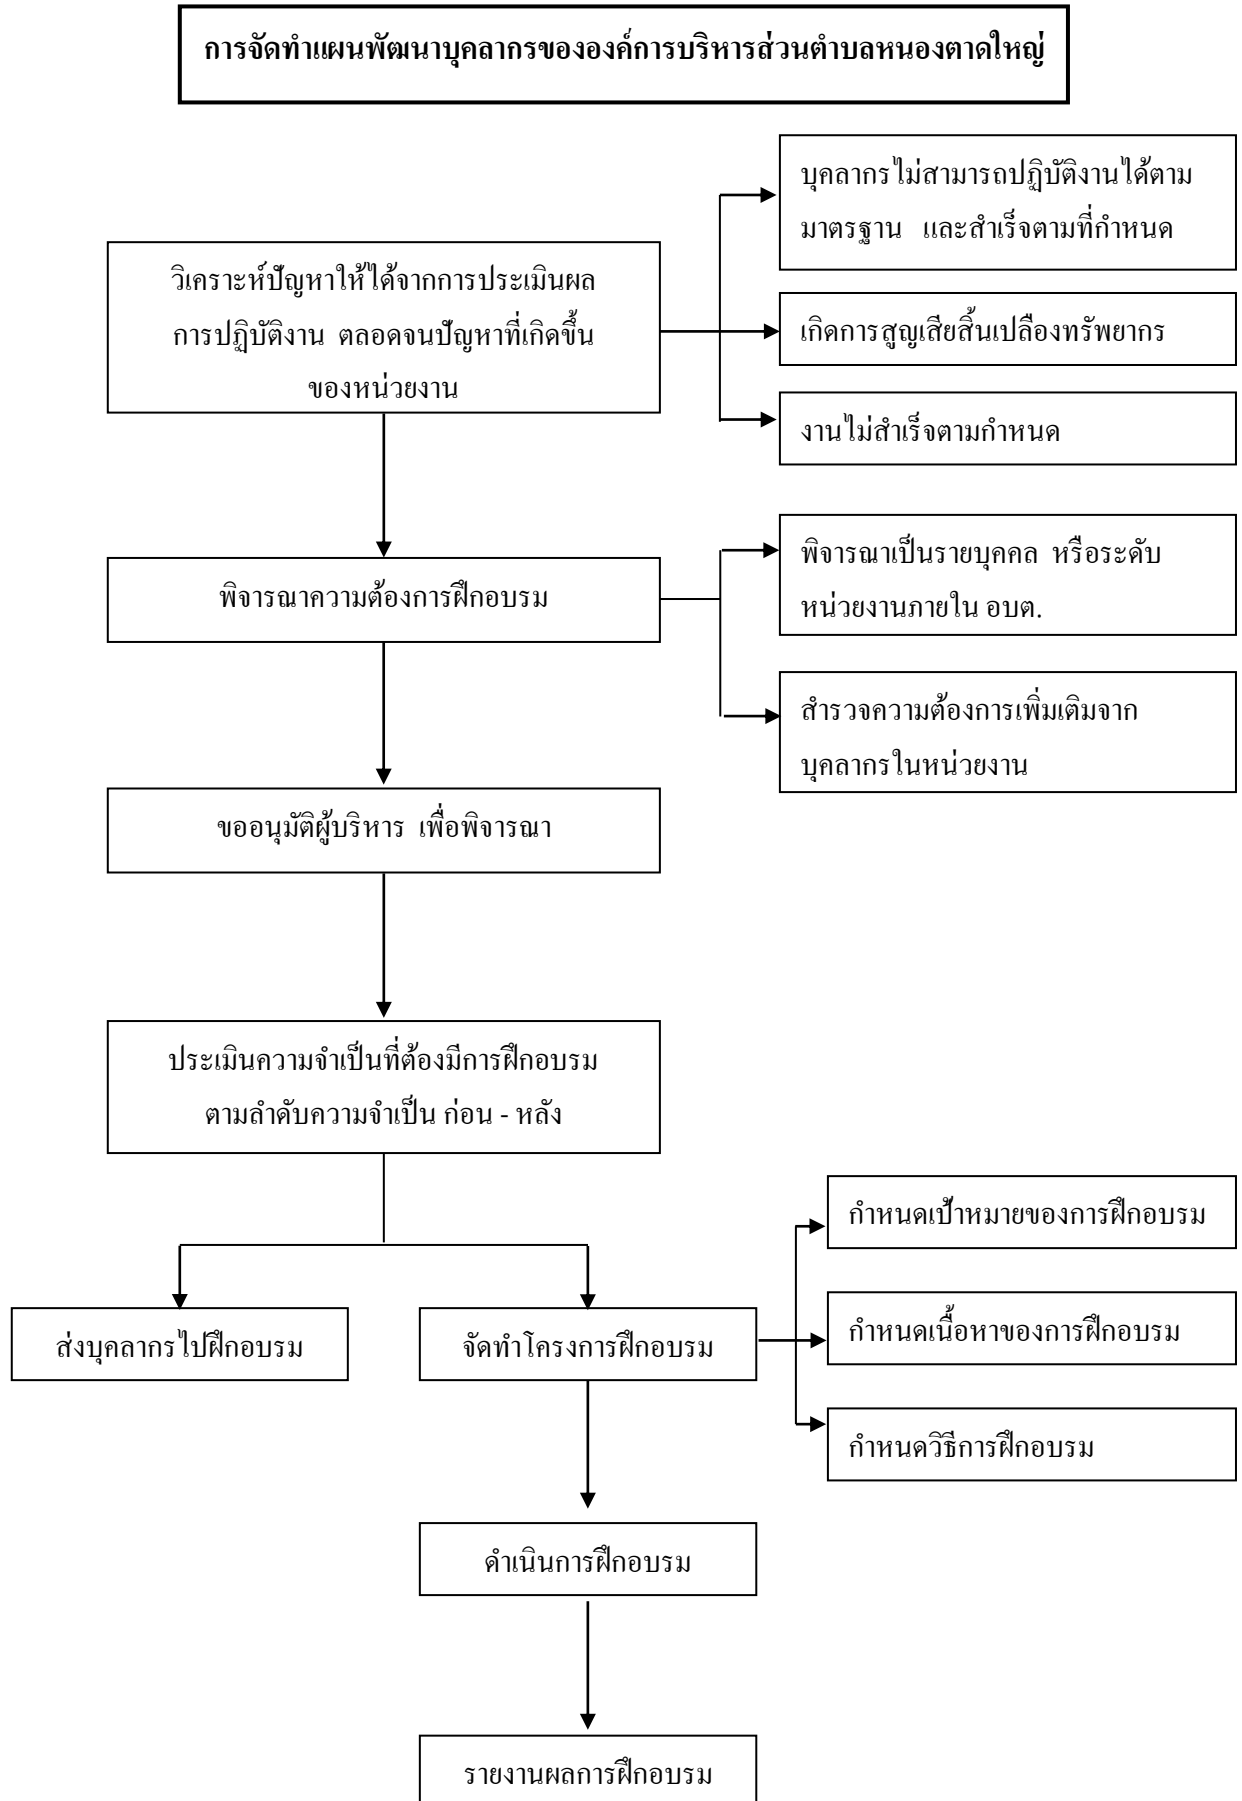 การจัดทำแผนพัฒนาบุคลากรขององค์การบริหารส่วนตำบลหนองตาดใหญ่
บุคลากรไม่สามารถปฏิบัติงานได้ตาม
มาตรฐาน และสำเร็จตามที่กำหนด
วิเคราะห์ปัญหาให้ได้จากการประเมินผล
การปฏิบัติงาน ตลอดจนปัญหาที่เกิดขึ้น
ของหน่วยงาน
เกิดการสูญเสียสิ้นเปลืองทรัพยากร
งานไม่สำเร็จตามกำหนด
พิจารณาความต้องการฝึกอบรม
พิจารณาเป็นรายบุคคล หรือระดับ
หน่วยงานภายใน อบต.
สำรวจความต้องการเพิ่มเติมจาก
บุคลากรในหน่วยงาน
ขออนุมัติผู้บริหาร เพื่อพิจารณา
ประเมินความจำเป็นที่ต้องมีการฝึกอบรม
ตามลำดับความจำเป็น ก่อน - หลัง
ส่งบุคลากรไปฝึกอบรม
จัดทำโครงการฝึกอบรม
กำหนดเป้าหมายของการฝึกอบรม
กำหนดเนื้อหาของการฝึกอบรม
กำหนดวิธีการฝึกอบรม
ดำเนินการฝึกอบรม
รายงานผลการฝึกอบรม